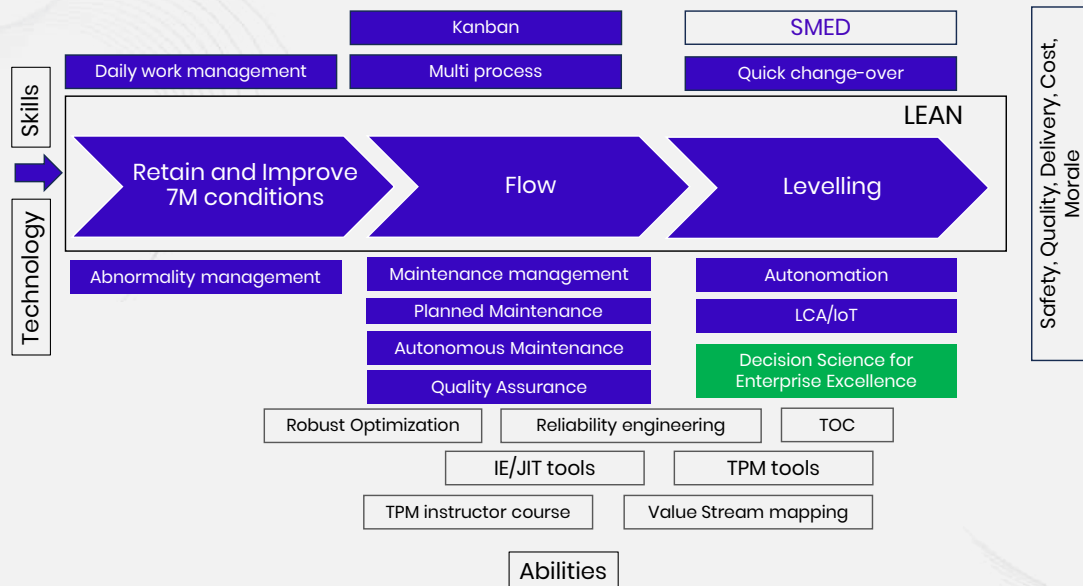 Kanban
SMED
Daily work management
Multi process
Quick change-over
Skills
Technology
LEAN
Retain and Improve
7M conditions
Flow
Levelling
Safety, Quality, Delivery, Cost,
Morale
Abnormality management
Maintenance management
Autonomation
Planned Maintenance
LCA/IoT
Autonomous Maintenance
Decision Science for
Enterprise Excellence
Quality Assurance
Robust Optimization
Reliability engineering
TOC
IE/JIT tools
TPM tools
TPM instructor course
Value Stream mapping
Abilities